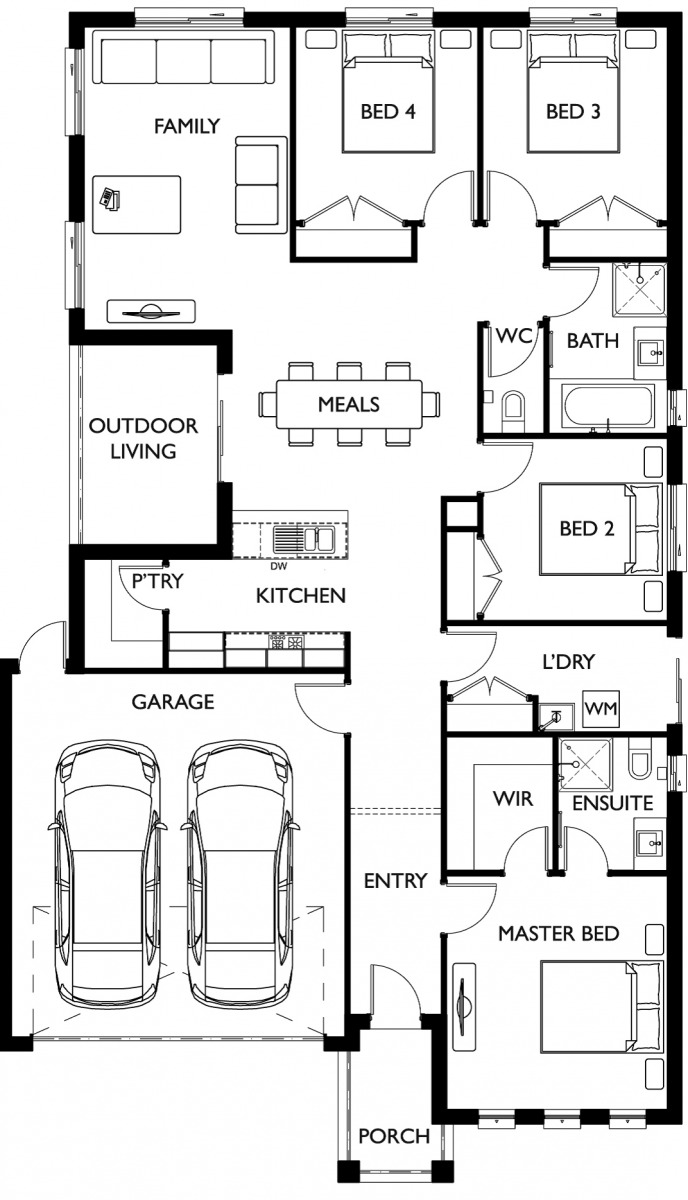 FAMILY
BED 4
BED 3
WC
BATH
MEALS
OUTDOOR
LIVING
BED 2
DW
P'TRY
KITCHEN
L'DRY
GARAGE
WM
WIR
ENSUITE
ENTRY
MASTER BED
PORCH